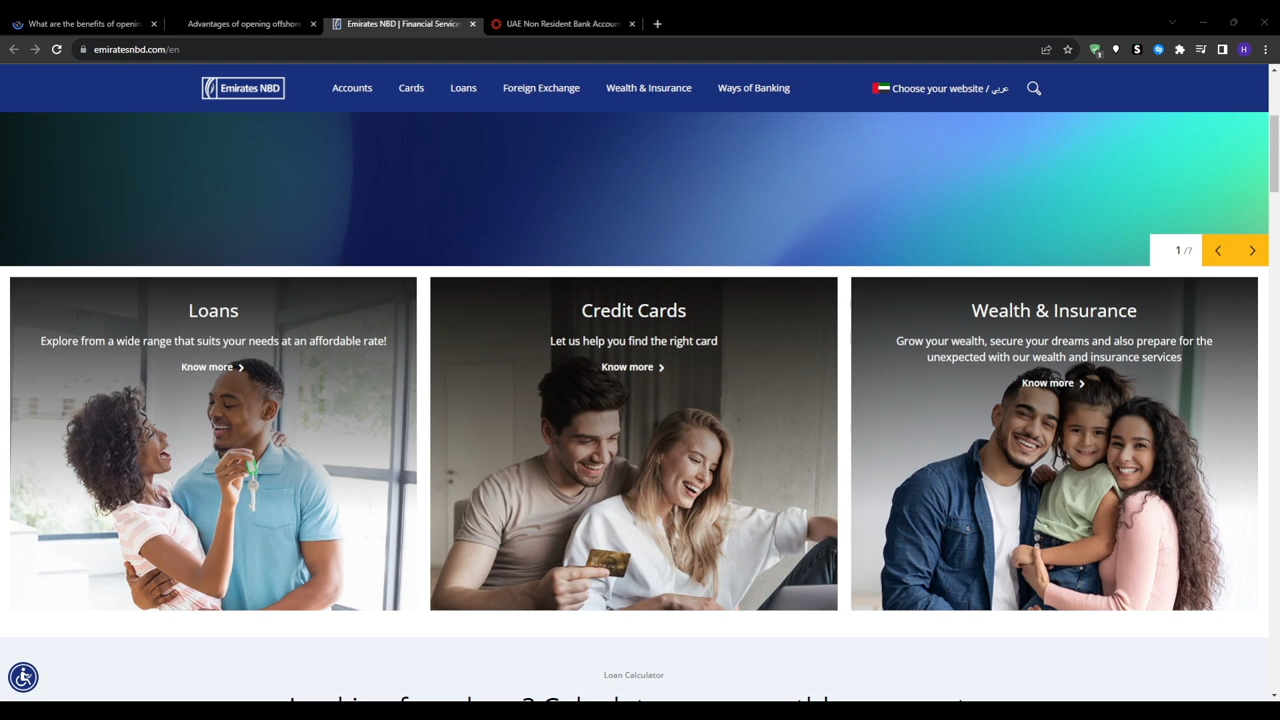 What are the benefits of openin
Advantages of opening offshore
Emirates NBD | Financial Service
UAE Non Resident Bank Accoun
emiratesnbd.com/en
S
1
H
Emirates NBD
Accounts
Cards
Loans
Foreign Exchange
Wealth & Insurance
Ways of Banking
Choose your website / عربي
1 /7
Loans
Explore from a wide range that suits your needs at an affordable rate!
Know more
Credit Cards
Let us help you find the right card
Know more
Wealth & Insurance
Grow your wealth, secure your dreams and also prepare for the
unexpected with our wealth and insurance services
Know more
Loan Calculator